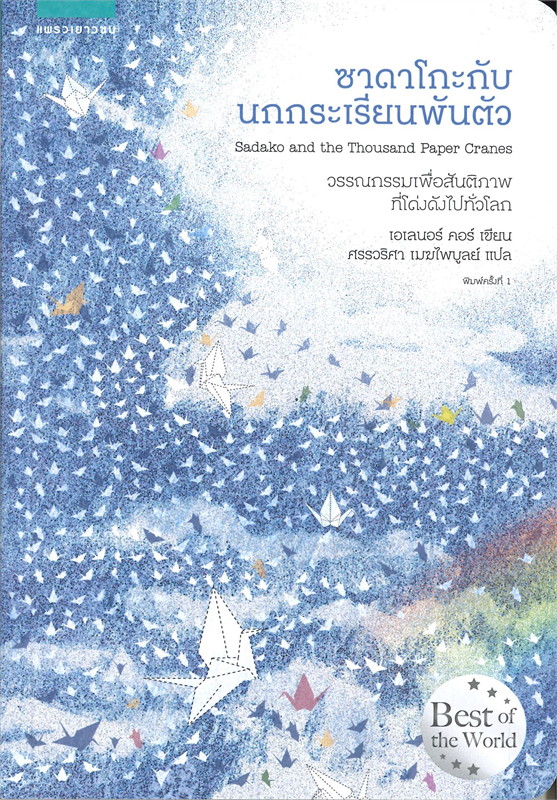 แพรวเยาวชน
ซาดาโกะกับ
นกกระเรียนพันตัว
Sadako and the Thousand Paper Cranes
วรรณกรรมเพื่อสันติภาพ
ที่โด่งดังไปทั่วโลก
เอเลนอร์ คอร์ เขียน
ศรรวริศา เมฆไพบูลย์ แปล
พิมพ์ครั้งที่ 1
Best of
the World